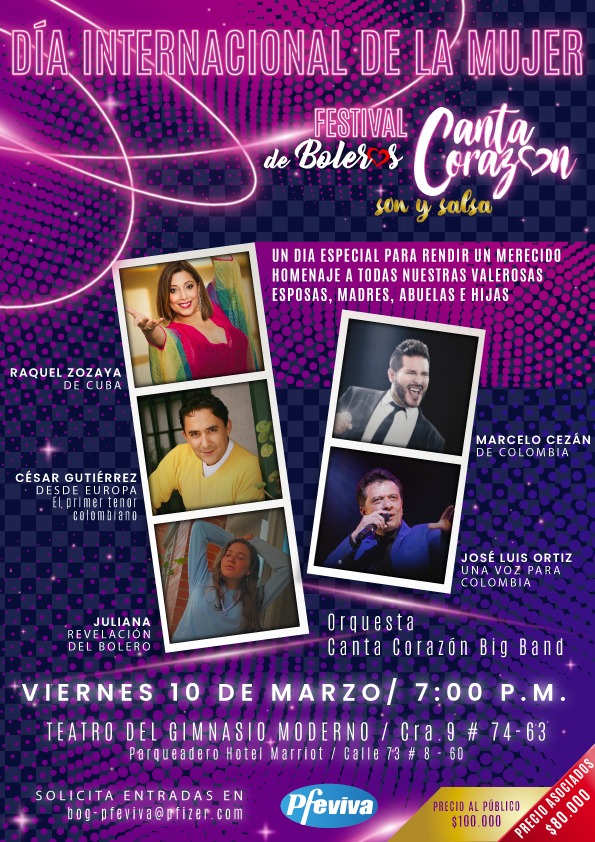 DÍA INTERNACIONAL DE LA MUJER
FESTIVAL
de Boleros
Canta
Corazón
son y salsa
UN DIA ESPECIAL PARA RENDIR UN MERECIDO
HOMENAJE A TODAS NUESTRAS VALEROSAS
ESPOSAS, MADRES, ABUELAS E HIJAS
RAQUEL ZOZAYA
DE CUBA
MARCELO CEZÁN
DE COLOMBIA
CÉSAR GUTIÉRREZ
DESDE EUROPA
El primer tenor
colombiano
JOSÉ LUIS ORTIZ
UNA VOZ PARA
COLOMBIA
JULIANA
REVELACIÓN
DEL BOLERO
Orquesta
Canta Corazón Big Band
VIERNES 10 DE MARZO/ 7:00 P.M.
TEATRO DEL GIMNASIO MODERNO / Cra.9 # 74-63
Parqueadero Hotel Marriot / Calle 73 # 8 - 60
SOLICITA ENTRADAS EN
bog-pfeviva@pfizer.com
Pfeviva
PRECIO AL PÚBLICO
$100.000
PRECIO ASOCIADOS
$80.000